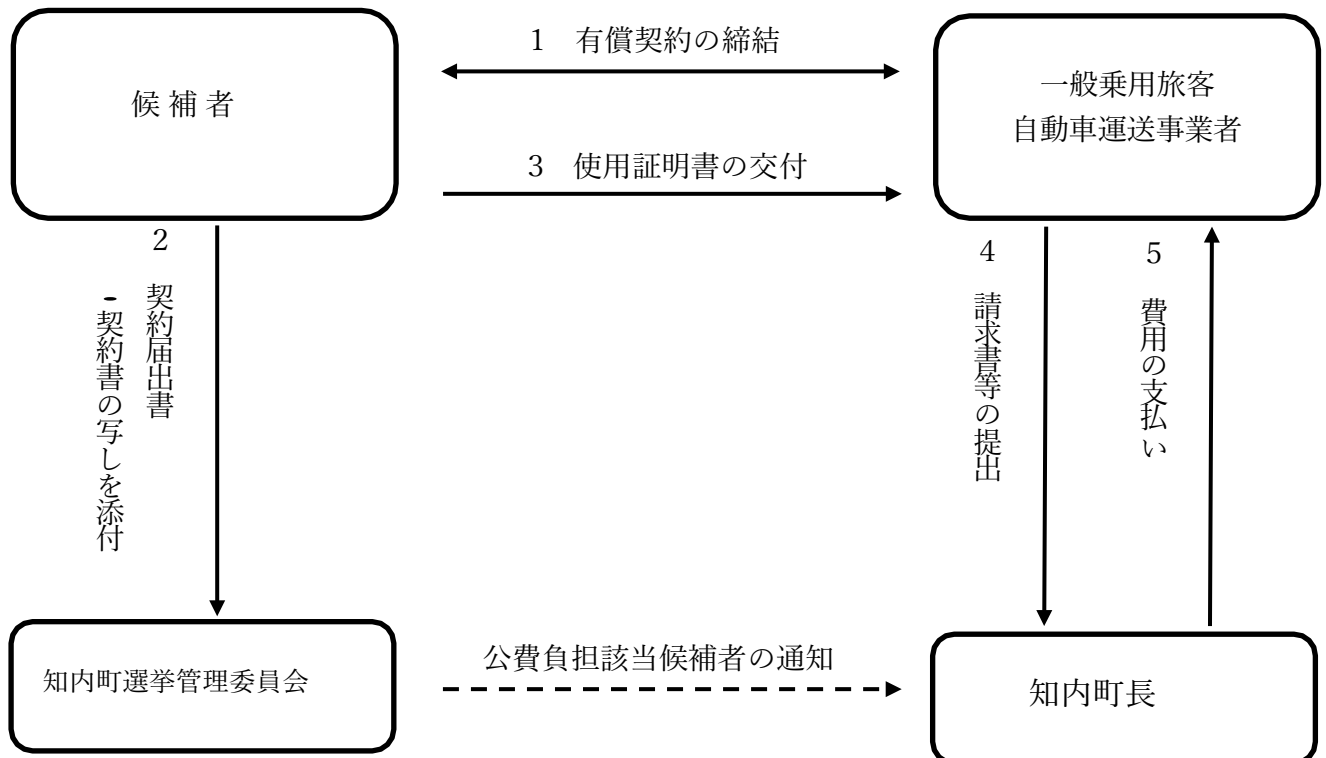 1 有償契約の締結
候 補 者
一般乗用旅客
自動車運送事業者
3 使用証明書の交付
2 契約届出書
・契約書の写しを添付
4 請求書等の提出
5 費用の支払い
公費負担該当候補者の通知
知内町選挙管理委員会
知内町長